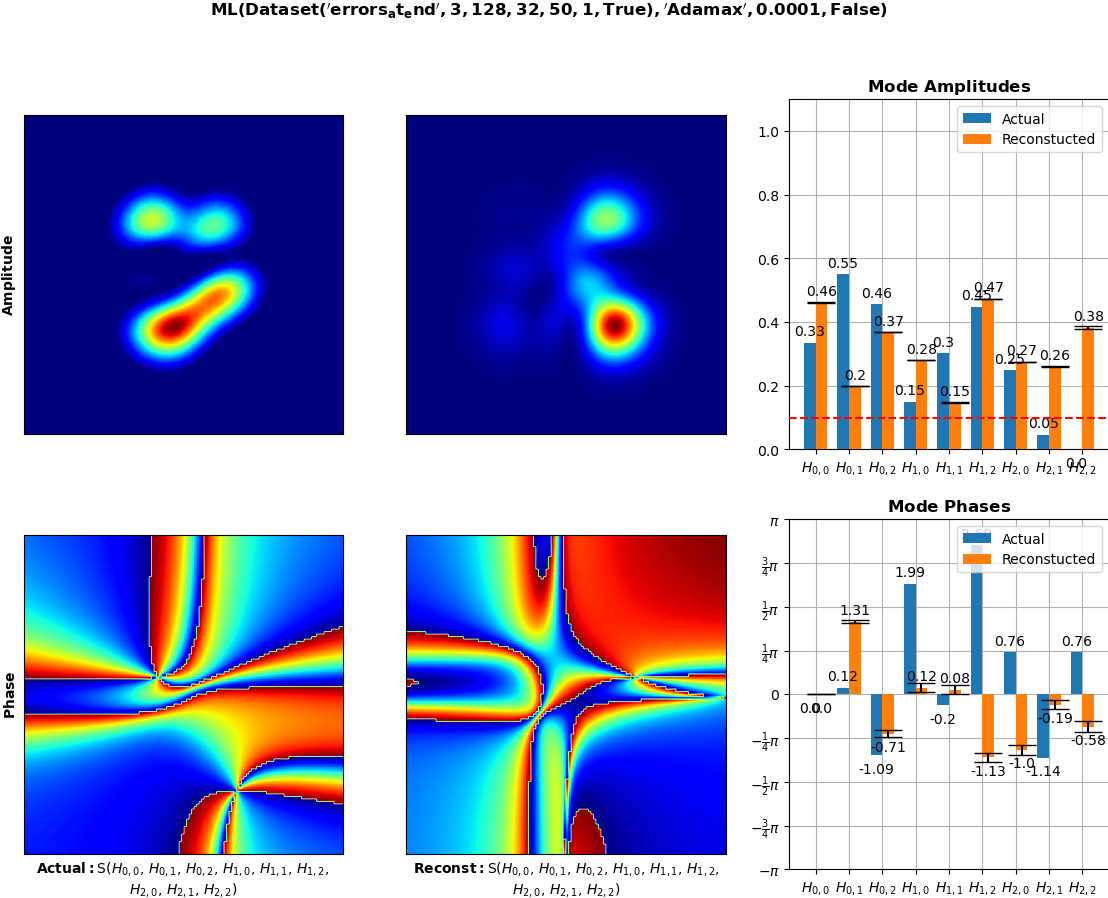 ML(Dataset('errors_at_end', 3, 128, 32, 50, 1, True), 'Adamax', 0.0001, False)
Amplitude
Mode Amplitudes
Actual
Reconstucted
1.0
0.8
0.6
0.4
0.2
0.0
0.33 0.46 0.55 0.2 0.46 0.37 0.15 0.28 0.3 0.15 0.45 0.47 0.25 0.27 0.05 0.26 0.0 0.38
H0,0 H0,1 H0,2 H1,0 H1,1 H1,2 H2,0 H2,1 H2,2
Phase
Mode Phases
Actual
Reconstucted
π
3/4π
1/2π
1/4π
0
−1/4π
−1/2π
−3/4π
−π
0.0 0.0 0.12 1.31 -1.09 -0.71 1.99 0.12 -0.2 0.08 -1.13 0.76 -1.0 -1.14 -0.19 0.76 -0.58
H0,0 H0,1 H0,2 H1,0 H1,1 H1,2 H2,0 H2,1 H2,2
Actual: S(H0,0, H0,1, H0,2, H1,0, H1,1, H1,2,
H2,0, H2,1, H2,2)
Reconst: S(H0,0, H0,1, H0,2, H1,0, H1,1, H1,2,
H2,0, H2,1, H2,2)